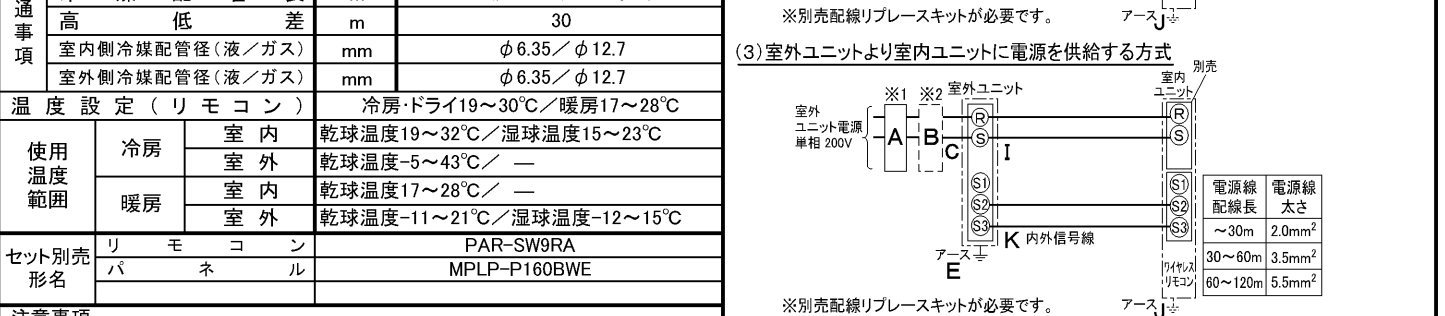 通事項
高低差 m 30
室内側冷媒配管径(液／ガス) mm φ6.35／φ12.7
室外側冷媒配管径(液／ガス) mm φ6.35／φ12.7
温度設定(リモコン) 冷房・ドライ19～30℃／暖房17～28℃
使用温度範囲
冷房 室内 乾球温度19～32℃／湿球温度15～23℃
室外 乾球温度-5～43℃／ —
暖房 室内 乾球温度17～28℃／ —
室外 乾球温度-11～21℃／湿球温度-12～15℃
セット別売形名
リモコン PAR-SW9RA
パネル MPLP-P160BWE
※別売配線リプレースキットが必要です。
アース J
(3)室外ユニットより室内ユニットに電源を供給する方式
別売
※1 ※2 室外ユニット
室内
ユニット
室外
ユニット電源
単相 200V
A B C I
R S
R S
S1 S2 S3
S1 S2 S3
K 内外信号線
アース
E
ワイヤレス
リモコン
電源線配線長 電源線太さ
～30m 2.0mm²
30～60m 3.5mm²
60～120m 5.5mm²
※別売配線リプレースキットが必要です。
アース J